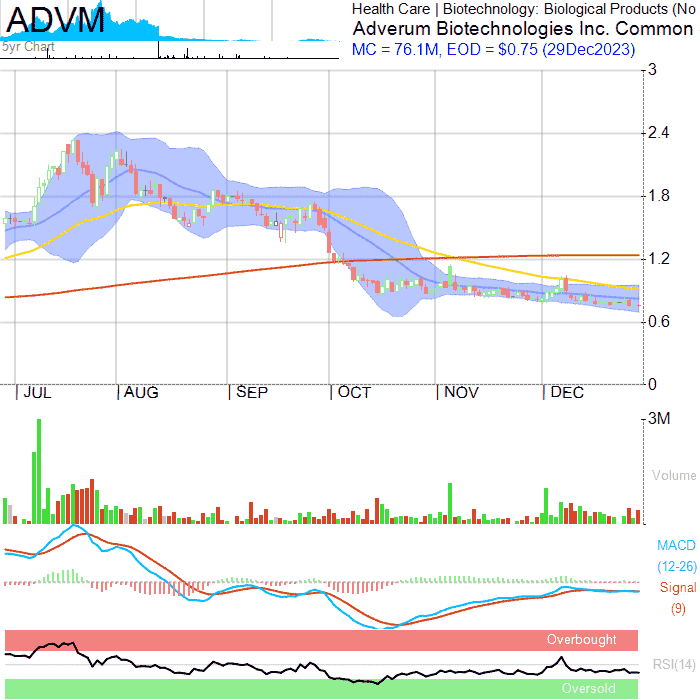 ADVM
5yr Chart
Health Care | Biotechnology: Biological Products (No
Adverum Biotechnologies Inc. Common
MC = 76.1M, EOD = $0.75 (29Dec2023)
3
2.4
1.8
1.2
0.6
0
JUL AUG SEP OCT NOV DEC
3M
Volume
MACD
(12-26)
Signal
(9)
Overbought
RSI(14)
Oversold